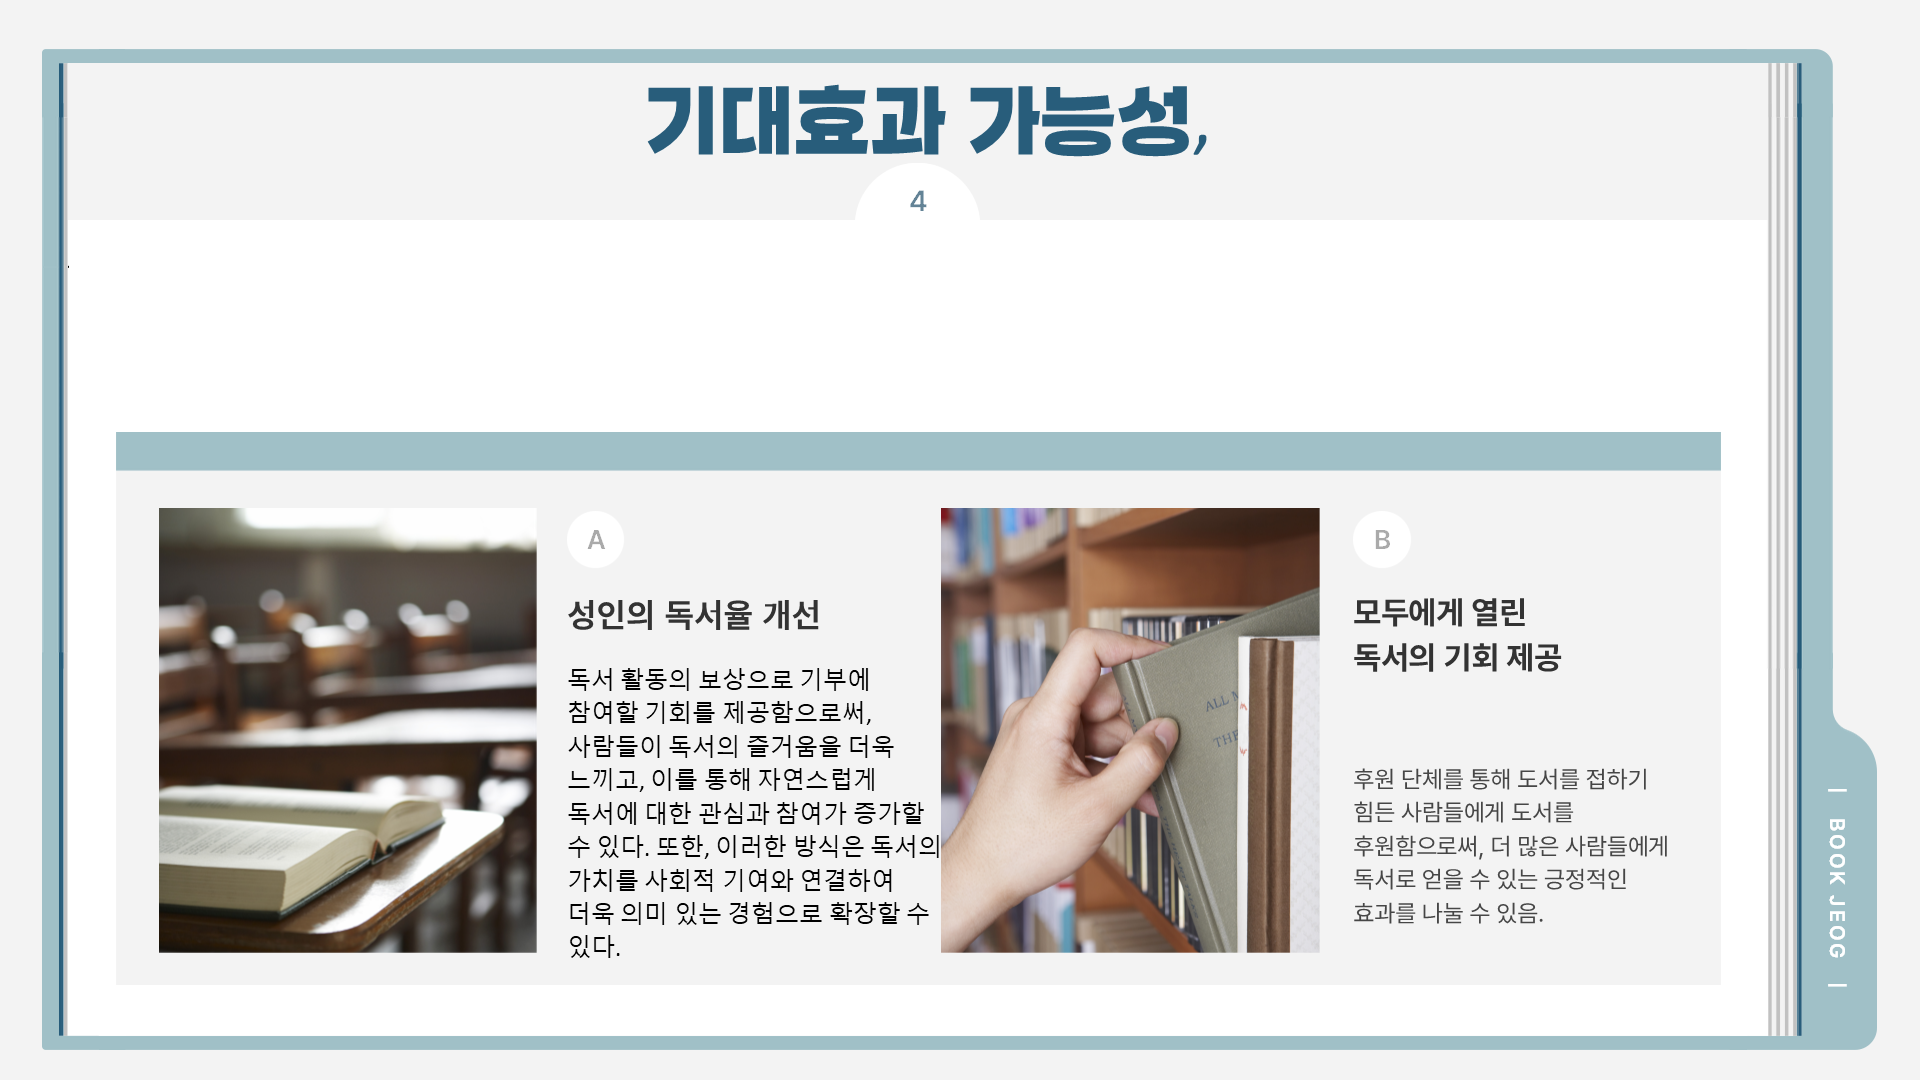 기대효과 가능성,
4
A
성인의 독서율 개선
독서 활동의 보상으로 기부에
참여할 기회를 제공함으로써,
사람들이 독서의 즐거움을 더욱
느끼고, 이를 통해 자연스럽게
독서에 대한 관심과 참여가 증가할
수 있다. 또한, 이러한 방식은 독서의
가치를 사회적 기여와 연결하여
더욱 의미 있는 경험으로 확장할 수
있다.
ALL
THE
B
모두에게 열린
독서의 기회 제공
후원 단체를 통해 도서를 접하기
힘든 사람들에게 도서를
후원함으로써, 더 많은 사람들에게
독서로 얻을 수 있는 긍정적인
효과를 나눌 수 있음.
| BOOK JEOG |